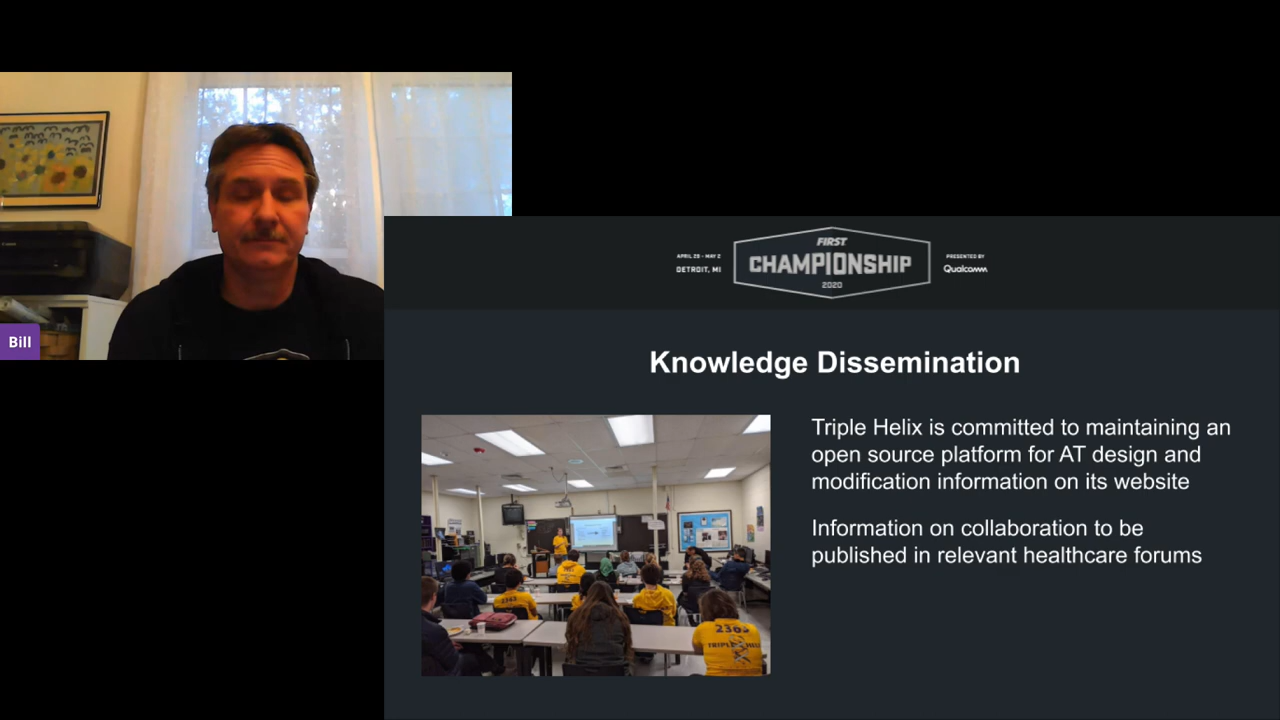 Bill
FIRST
APRIL 29 - MAY 2
DETROIT, MI
CHAMPIONSHIP
2020
PRESENTED BY
Qualcomm
Knowledge Dissemination
Triple Helix is committed to maintaining an
open source platform for AT design and
modification information on its website
Information on collaboration to be
published in relevant healthcare forums
2363
2363
TRIPLE HELI